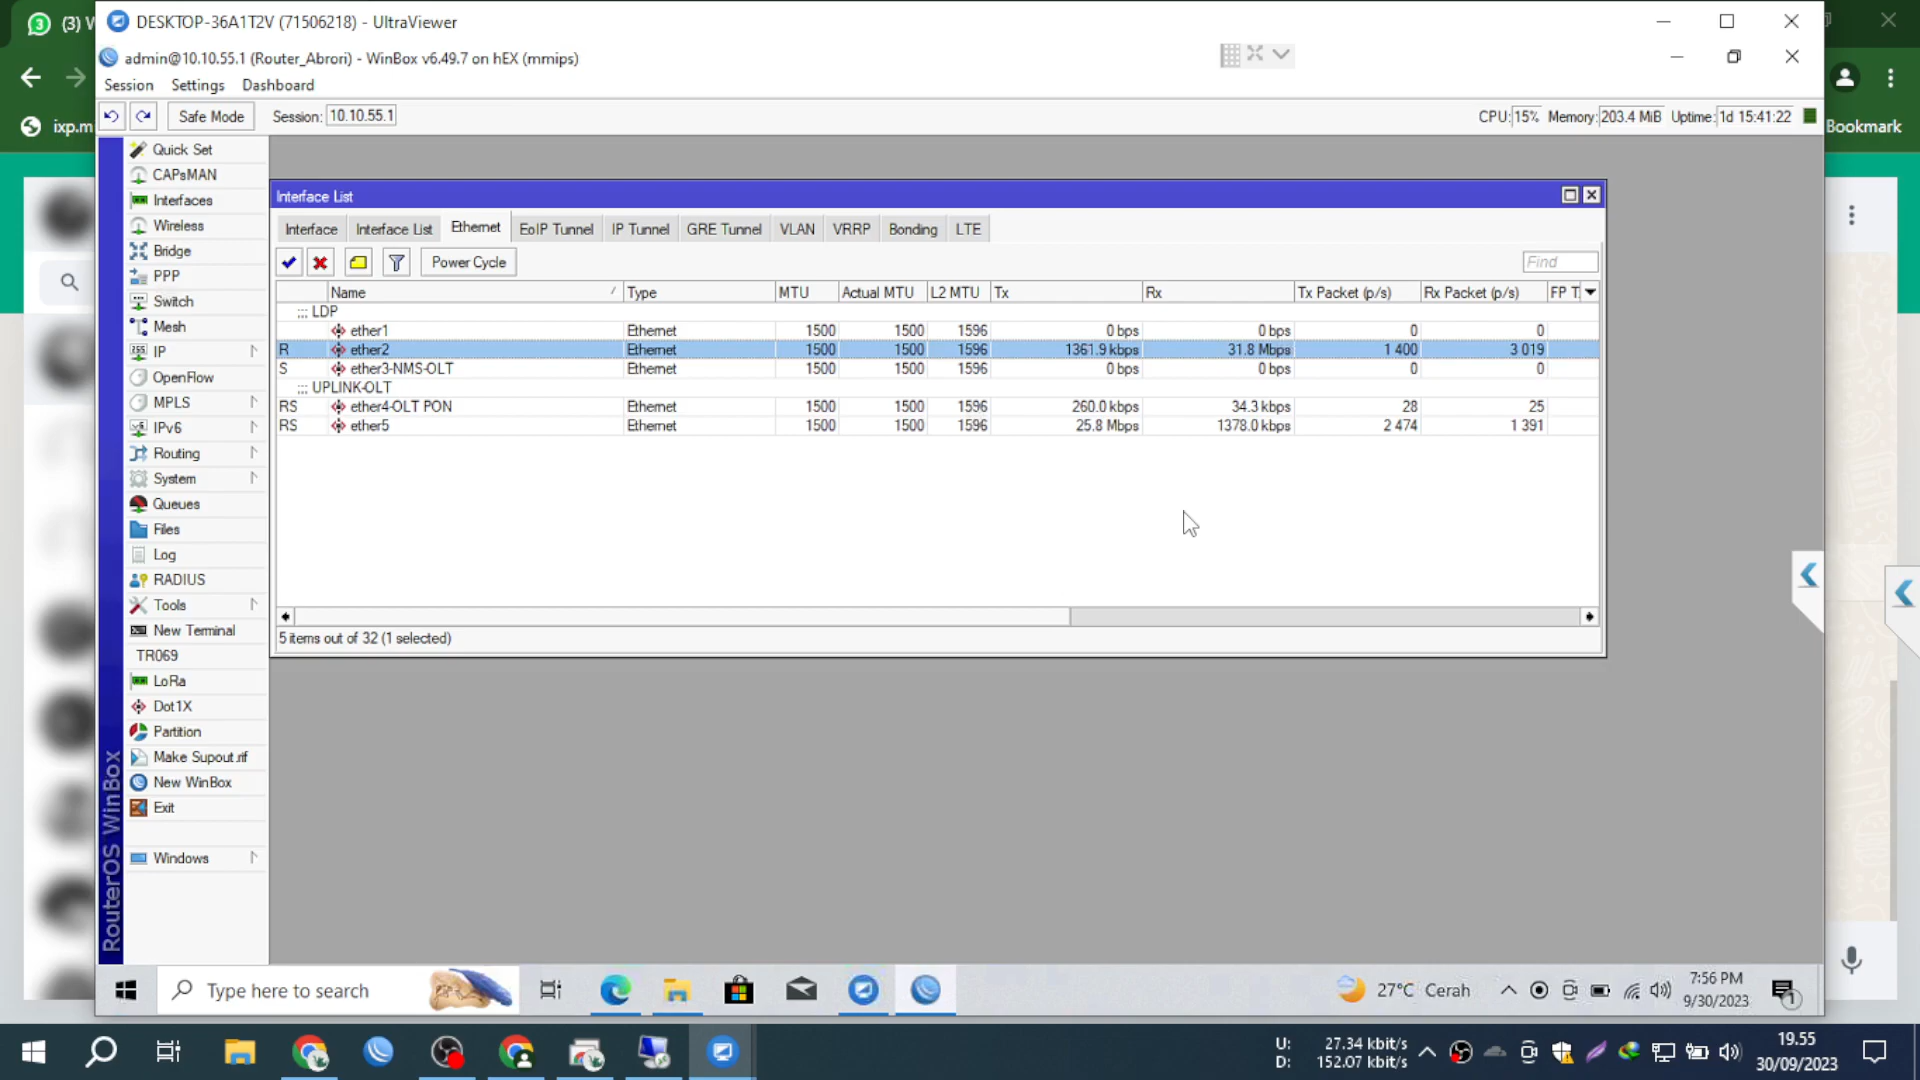 (3) W
DESKTOP-36A1T2V (71506218) - UltraViewer
admin@10.10.55.1 (Router_Abrori) - WinBox v6.49.7 on hEX (mmips)
Session Settings Dashboard
Safe Mode Session: 10.10.55.1 CPU: 15% Memory: 203.4 MiB Uptime: 1d 15:41:22
ixp.m
Bookmark
Quick Set
CAPsMAN
Interfaces
Wireless
Bridge
PPP
Switch
Mesh
IP
OpenFlow
MPLS
IPv6
Routing
System
Queues
Files
Log
RADIUS
Tools
New Terminal
TR069
LoRa
Dot1X
Partition
Make Supout.rif
New WinBox
Exit
Windows
RouterOS WinBox
Interface List
Interface Interface List Ethernet EoIP Tunnel IP Tunnel GRE Tunnel VLAN VRRP Bonding LTE
Power Cycle Find
Name Type MTU Actual MTU L2 MTU Tx Rx Tx Packet (p/s) Rx Packet (p/s) FP T
;;; LDP
ether1 Ethernet 1500 1500 1596 0 bps 0 bps 0 0
R ether2 Ethernet 1500 1500 1596 1361.9 kbps 31.8 Mbps 1 400 3 019
S ether3-NMS-OLT Ethernet 1500 1500 1596 0 bps 0 bps 0 0
;;; UPLINK-OLT
RS ether4-OLT PON Ethernet 1500 1500 1596 260.0 kbps 34.3 kbps 28 25
RS ether5 Ethernet 1500 1500 1596 25.8 Mbps 1378.0 kbps 2 474 1 391
5 items out of 32 (1 selected)
Type here to search
27°C Cerah
7:56 PM
9/30/2023
1
U: 27.34 kbit/s
D: 152.07 kbit/s
19.55
30/09/2023